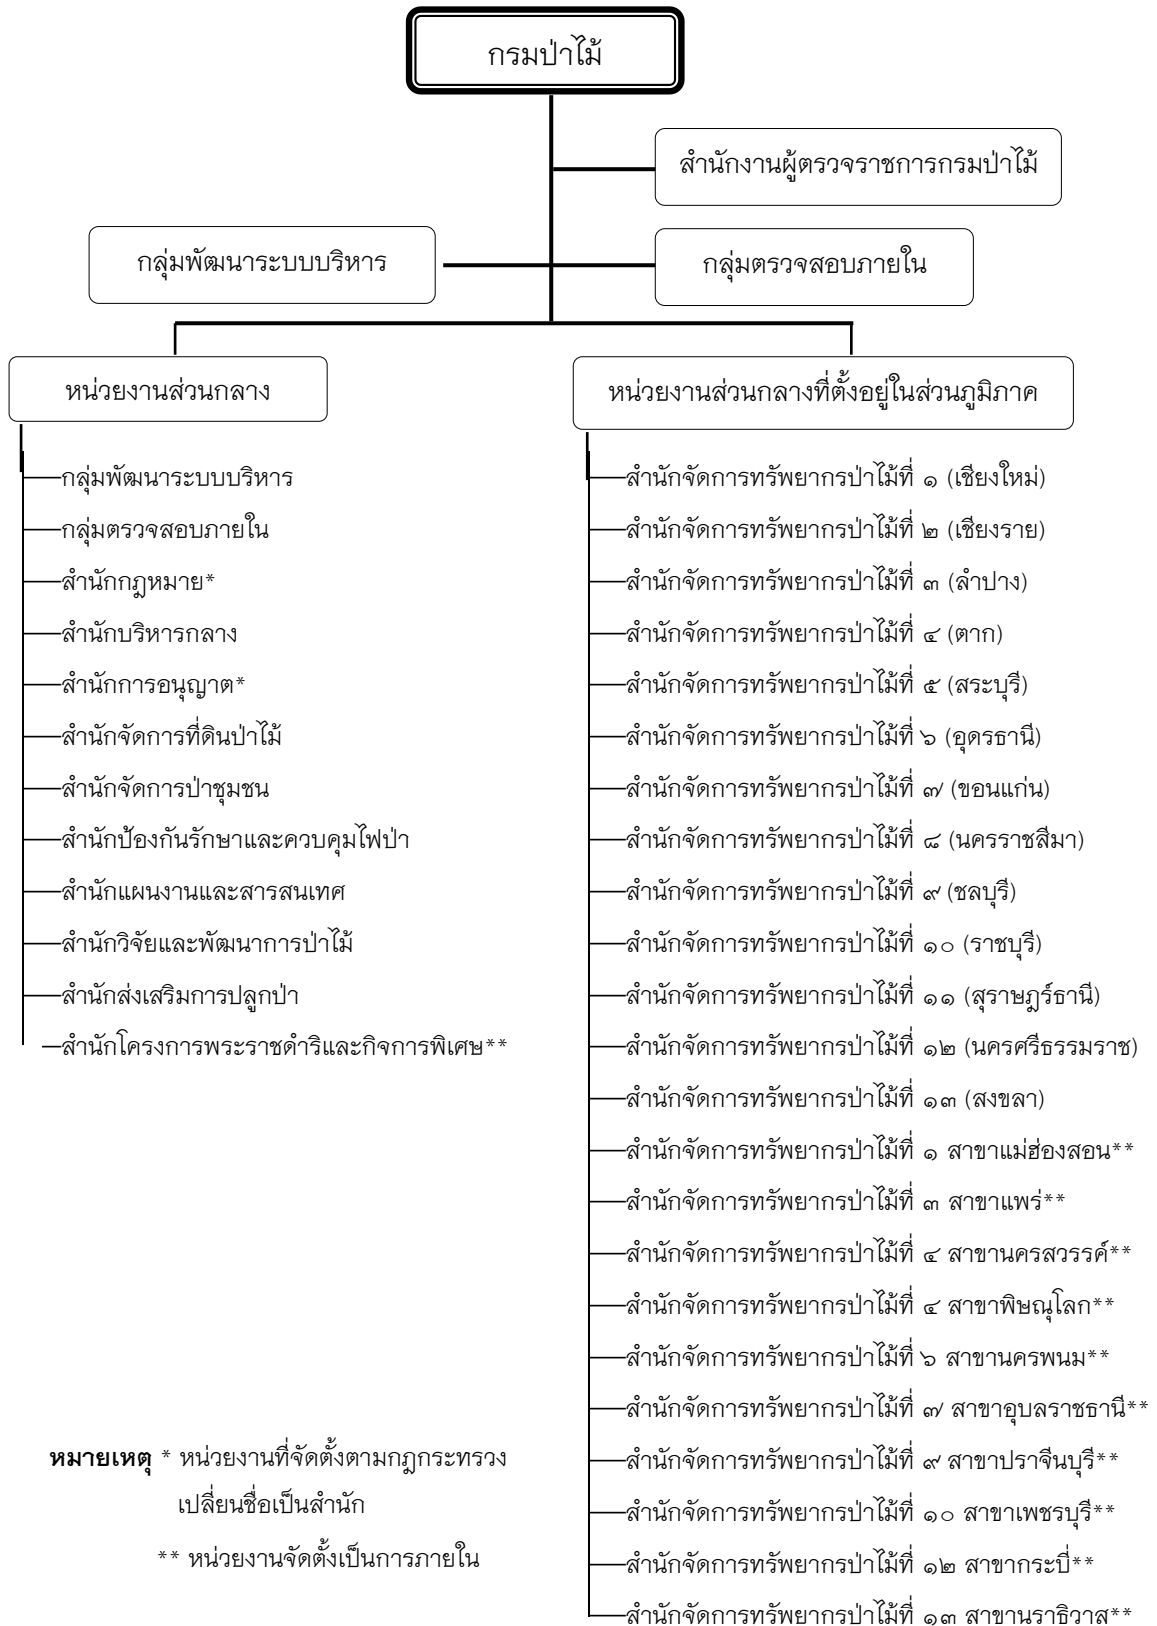 กรมป่าไม้
สำนักงานผู้ตรวจราชการกรมป่าไม้
กลุ่มพัฒนาระบบบริหาร
กลุ่มตรวจสอบภายใน
หน่วยงานส่วนกลาง
กลุ่มพัฒนาระบบบริหาร
กลุ่มตรวจสอบภายใน
สำนักกฎหมาย*
สำนักบริหารกลาง
สำนักการอนุญาต*
สำนักจัดการที่ดินป่าไม้
สำนักจัดการป่าชุมชน
สำนักป้องกันรักษาและควบคุมไฟป่า
สำนักแผนงานและสารสนเทศ
สำนักวิจัยและพัฒนาการป่าไม้
สำนักส่งเสริมการปลูกป่า
สำนักโครงการพระราชดำริและกิจการพิเศษ**
หน่วยงานส่วนกลางที่ตั้งอยู่ในส่วนภูมิภาค
สำนักจัดการทรัพยากรป่าไม้ที่ ๑ (เชียงใหม่)
สำนักจัดการทรัพยากรป่าไม้ที่ ๒ (เชียงราย)
สำนักจัดการทรัพยากรป่าไม้ที่ ๓ (ลำปาง)
สำนักจัดการทรัพยากรป่าไม้ที่ ๔ (ตาก)
สำนักจัดการทรัพยากรป่าไม้ที่ ๕ (สระบุรี)
สำนักจัดการทรัพยากรป่าไม้ที่ ๖ (อุดรธานี)
สำนักจัดการทรัพยากรป่าไม้ที่ ๗ (ขอนแก่น)
สำนักจัดการทรัพยากรป่าไม้ที่ ๘ (นครราชสีมา)
สำนักจัดการทรัพยากรป่าไม้ที่ ๙ (ชลบุรี)
สำนักจัดการทรัพยากรป่าไม้ที่ ๑๐ (ราชบุรี)
สำนักจัดการทรัพยากรป่าไม้ที่ ๑๑ (สุราษฎร์ธานี)
สำนักจัดการทรัพยากรป่าไม้ที่ ๑๒ (นครศรีธรรมราช)
สำนักจัดการทรัพยากรป่าไม้ที่ ๑๓ (สงขลา)
สำนักจัดการทรัพยากรป่าไม้ที่ ๑ สาขาแม่ฮ่องสอน**
สำนักจัดการทรัพยากรป่าไม้ที่ ๓ สาขาแพร่**
สำนักจัดการทรัพยากรป่าไม้ที่ ๔ สาขานครสวรรค์**
สำนักจัดการทรัพยากรป่าไม้ที่ ๔ สาขาพิษณุโลก**
สำนักจัดการทรัพยากรป่าไม้ที่ ๖ สาขานครพนม**
สำนักจัดการทรัพยากรป่าไม้ที่ ๗ สาขาอุบลราชธานี**
สำนักจัดการทรัพยากรป่าไม้ที่ ๙ สาขาปราจีนบุรี**
สำนักจัดการทรัพยากรป่าไม้ที่ ๑๐ สาขาเพชรบุรี**
สำนักจัดการทรัพยากรป่าไม้ที่ ๑๒ สาขากระบี่**
สำนักจัดการทรัพยากรป่าไม้ที่ ๑๓ สาขานราธิวาส**
หมายเหตุ * หน่วยงานที่จัดตั้งตามกฎกระทรวง
เปลี่ยนชื่อเป็นสำนัก
** หน่วยงานจัดตั้งเป็นการภายใน